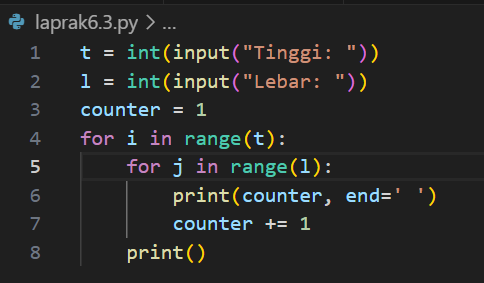 laprak6.3.py > ...
1 t = int(input("Tinggi: "))
2 l = int(input("Lebar: "))
3 counter = 1
4 for i in range(t):
5     for j in range(l):
6         print(counter, end=' ')
7         counter += 1
8     print()